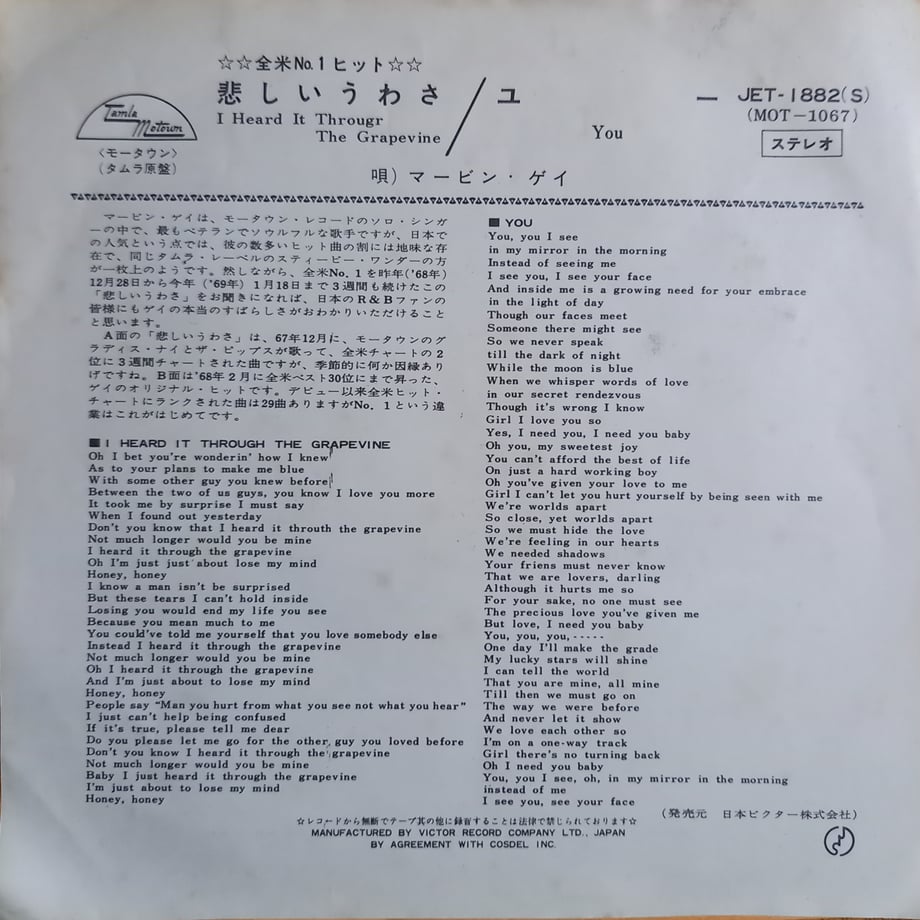 ☆☆全米No.1ヒット☆☆
悲しいうわさ／ユー
I Heard It Througr
The Grapevine
You
JET-1882(S)
(MOT-1067)
ステレオ
Tamla
Motown
〈モータウン〉
(タムラ原盤)
唄)マービン・ゲイ
マービン・ゲイは、モータウン・レコードのソロ・シンガ
ーの中で、最もベテランでソウルフルな歌手ですが、日本で
の人気という点では、彼の数多いヒット曲の割には地味な存
在で、同じタムラ・レーベルのスティービー・ワンダーの方
が一枚上のようです。然しながら、全米No.1を昨年('68年)
12月28日から今年('69年)1月18日まで3週間も続けたこの
「悲しいうわさ」をお聞きになれば、日本のR&Bファンの
皆様にもゲイの本当のすばらしさがおわかりいただけること
と思います。
A面の「悲しいうわさ」は、67年12月に、モータウンのグ
ラディス・ナイとザ・ピップスが歌って、全米チャートの2
位に3週間チャートされた曲ですが、季節的に何か因縁あり
げですね。B面は'68年2月に全米ベスト30位にまで昇った、
ゲイのオリジナル・ヒットです。デビュー以来全米ヒット・
チャートにランクされた曲は29曲ありますがNo.1という偉
業はこれがはじめてです。
■I HEARD IT THROUGH THE GRAPEVINE
Oh I bet you're wonderin' how I knew
As to your plans to make me blue
With some other guy you knew before
Between the two of us guys, you know I love you more
It took me by surprise I must say
When I found out yesterday
Don't you know that I heard it throuth the grapevine
Not much longer would you be mine
I heard it through the grapevine
Oh I'm just just about lose my mind
Honey, honey
I know a man isn't be surprised
But these tears I can't hold inside
Losing you would end my life you see
Because you mean much to me
You could've told me yourself that you love somebody else
Instead I heard it through the grapevine
Not much longer would you be mine
Oh I heard it through the grapevine
And I'm just about to lose my mind
Honey, honey
People say "Man you hurt from what you see not what you hear"
I just can't help being confused
If it's true, please tell me dear
Do you please let me go for the other guy you loved before
Don't you know I heard it through the grapevine
Not much longer would you be mine
Baby I just heard it through the grapevine
I'm just about to lose my mind
Honey, honey
■YOU
You, you I see
in my mirror in the morning
Instead of seeing me
I see you, I see your face
And inside me is a growing need for your embrace
in the light of day
Though our faces meet
Someone there might see
So we never speak
till the dark of night
While the moon is blue
When we whisper words of love
in our secret rendezvous
Though it's wrong I know
Girl I love you so
Yes, I need you, I need you baby
Oh you, my sweetest joy
You can't afford the best of life
On just a hard working boy
Oh you've given your love to me
Girl I can't let you hurt yourself by being seen with me
We're worlds apart
So close, yet worlds apart
So we must hide the love
We're feeling in our hearts
We needed shadows
Your friens must never know
That we are lovers, darling
Although it hurts me so
For your sake, no one must see
The precious love you've given me
But love, I need you baby
You, you, you, -----
One day I'll make the grade
My lucky stars will shine
I can tell the world
That you are mine, all mine
Till then we must go on
The way we were before
And never let it show
We love each other so
I'm on a one-way track
Girl there's no turning back
Oh I need you baby
You, you I see, oh, in my mirror in the morning
instead of me
I see you, see your face
(発売元 日本ビクター株式会社)
☆レコードから無断でテープ其の他に録音することは法律で禁じられております☆
MANUFACTURED BY VICTOR RECORD COMPANY LTD., JAPAN
BY AGREEMENT WITH COSDEL INC.